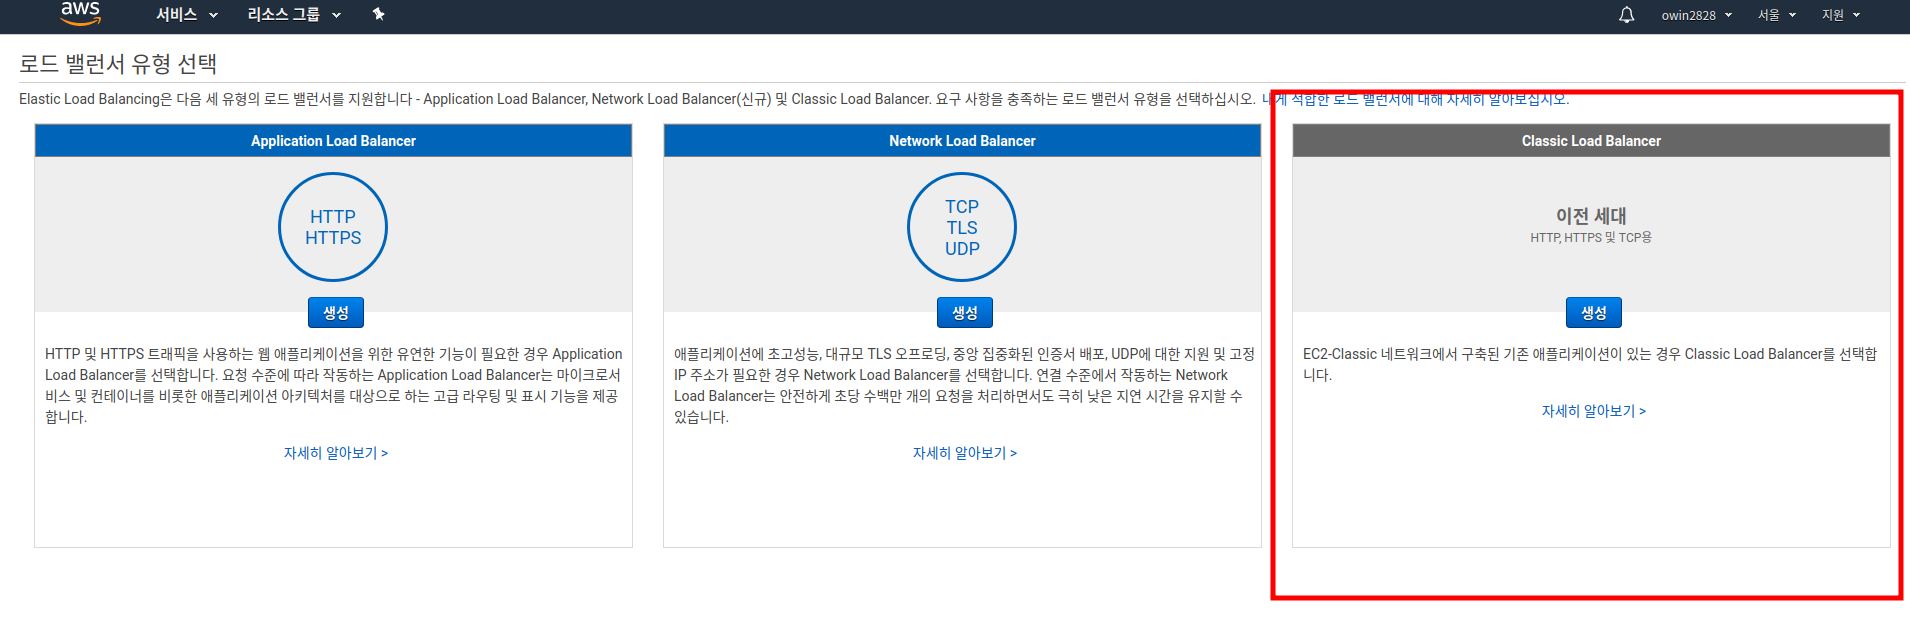 aws 서비스 리소스 그룹 owin2828 서울 지원
로드 밸런서 유형 선택
Elastic Load Balancing은 다음 세 유형의 로드 밸런서를 지원합니다 - Application Load Balancer, Network Load Balancer(신규) 및 Classic Load Balancer. 요구 사항을 충족하는 로드 밸런서 유형을 선택하십시오. 내게 적합한 로드 밸런서에 대해 자세히 알아보십시오.
Application Load Balancer
HTTP
HTTPS
생성
HTTP 및 HTTPS 트래픽을 사용하는 웹 애플리케이션을 위한 유연한 기능이 필요한 경우 Application
Load Balancer를 선택합니다. 요청 수준에 따라 작동하는 Application Load Balancer는 마이크로서
비스 및 컨테이너를 비롯한 애플리케이션 아키텍처를 대상으로 하는 고급 라우팅 및 표시 기능을 제공
합니다.
자세히 알아보기 >
Network Load Balancer
TCP
TLS
UDP
생성
애플리케이션에 초고성능, 대규모 TLS 오프로딩, 중앙 집중화된 인증서 배포, UDP에 대한 지원 및 고정
IP 주소가 필요한 경우 Network Load Balancer를 선택합니다. 연결 수준에서 작동하는 Network
Load Balancer는 안전하게 초당 수백만 개의 요청을 처리하면서도 극히 낮은 지연 시간을 유지할 수
있습니다.
자세히 알아보기 >
Classic Load Balancer
이전 세대
HTTP, HTTPS 및 TCP용
생성
EC2-Classic 네트워크에서 구축된 기존 애플리케이션이 있는 경우 Classic Load Balancer를 선택합
니다.
자세히 알아보기 >